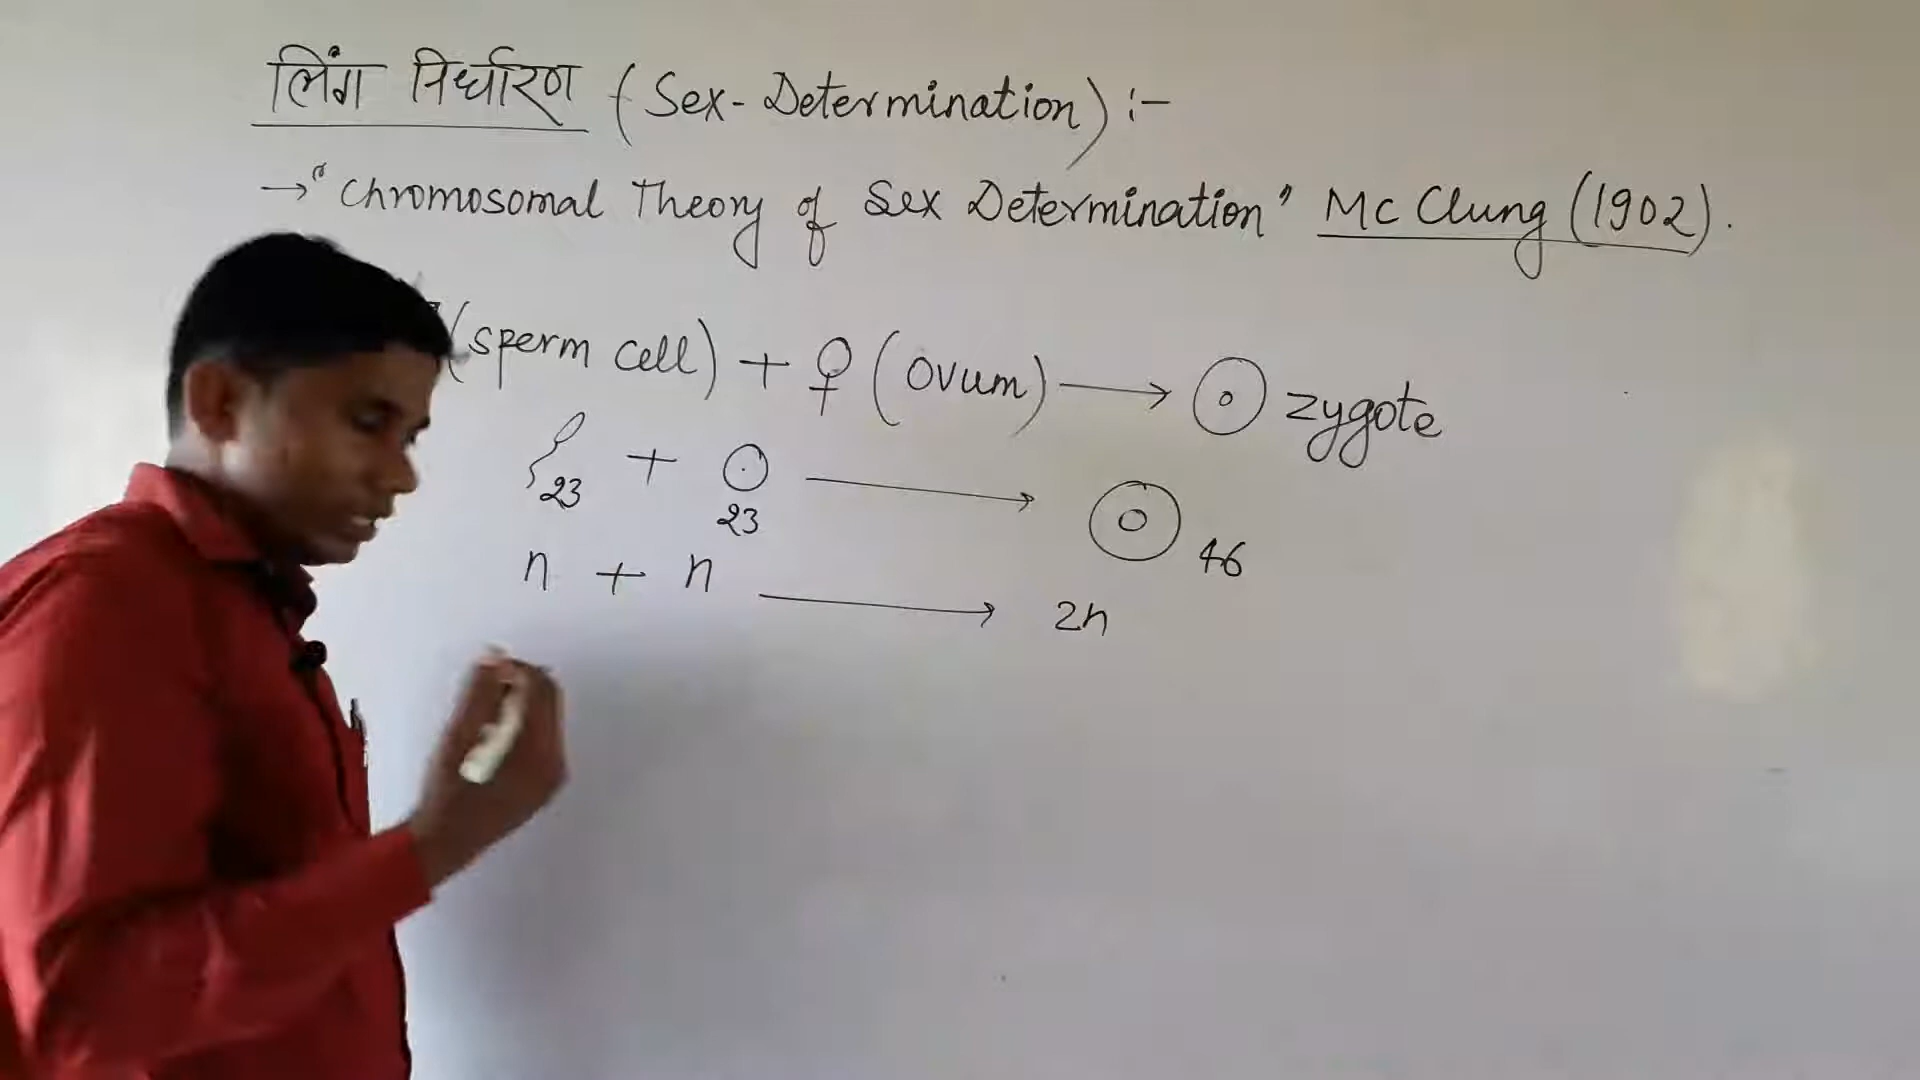 लिंग निर्धारण (Sex-Determination) :-
→ "Chromosomal Theory of Sex Determination" Mc Clung (1902).
(sperm cell) + ♀ (Ovum) → zygote
23 + 23 → 46
n + n → 2n